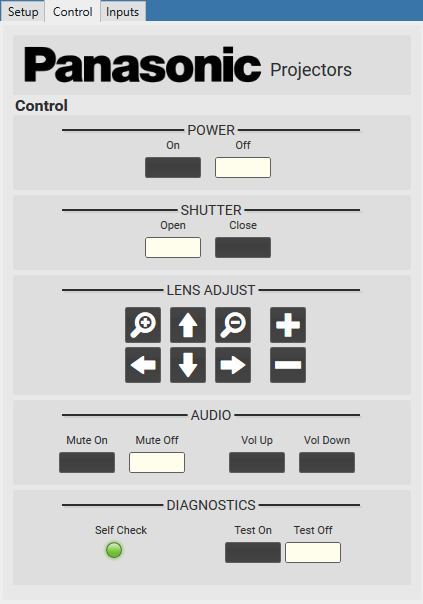 Setup Control Inputs
Panasonic Projectors
Control
POWER
On Off
SHUTTER
Open Close
LENS ADJUST
AUDIO
Mute On Mute Off Vol Up Vol Down
DIAGNOSTICS
Self Check Test On Test Off